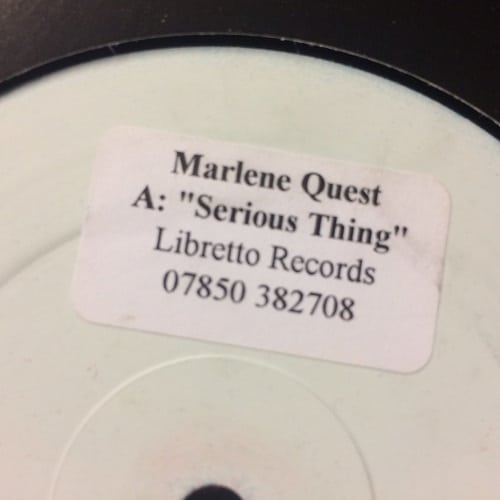 Marlene Quest
A: "Serious Thing"
Libretto Records
07850 382708